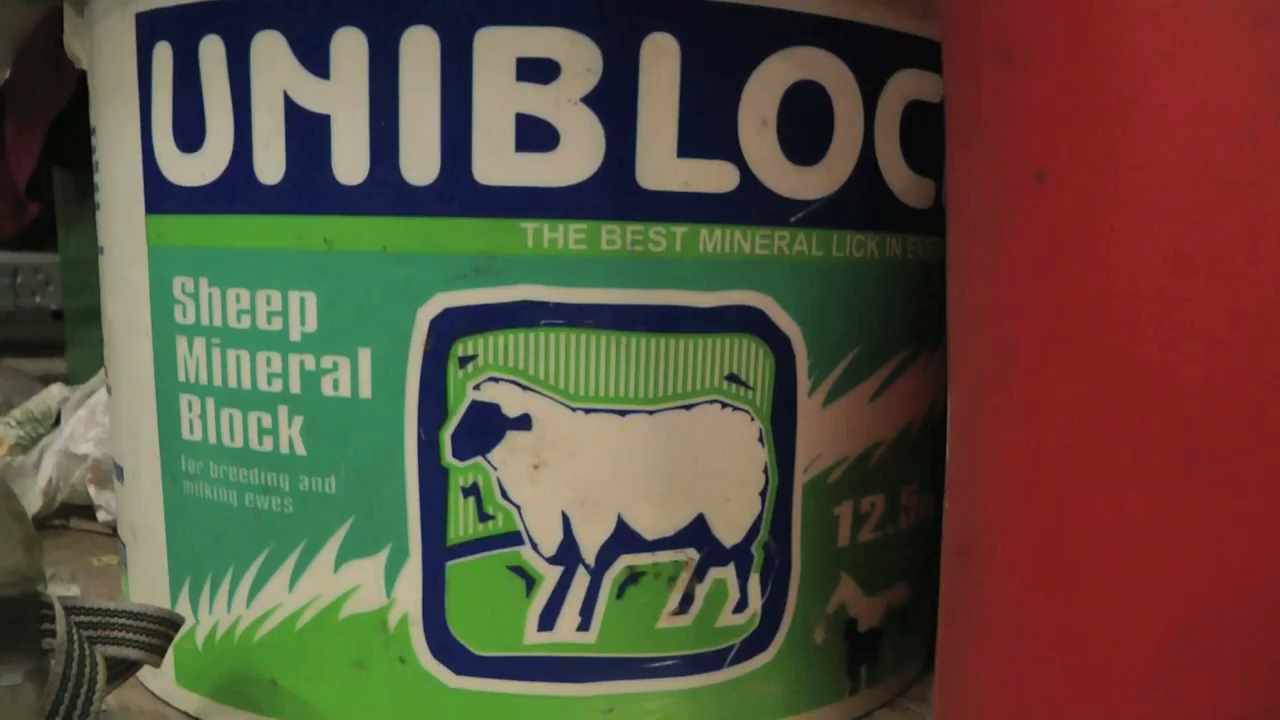 UNIBLOC
THE BEST MINERAL LICK IN
Sheep
Mineral
Block
for breeding and
milking ewes
12.5